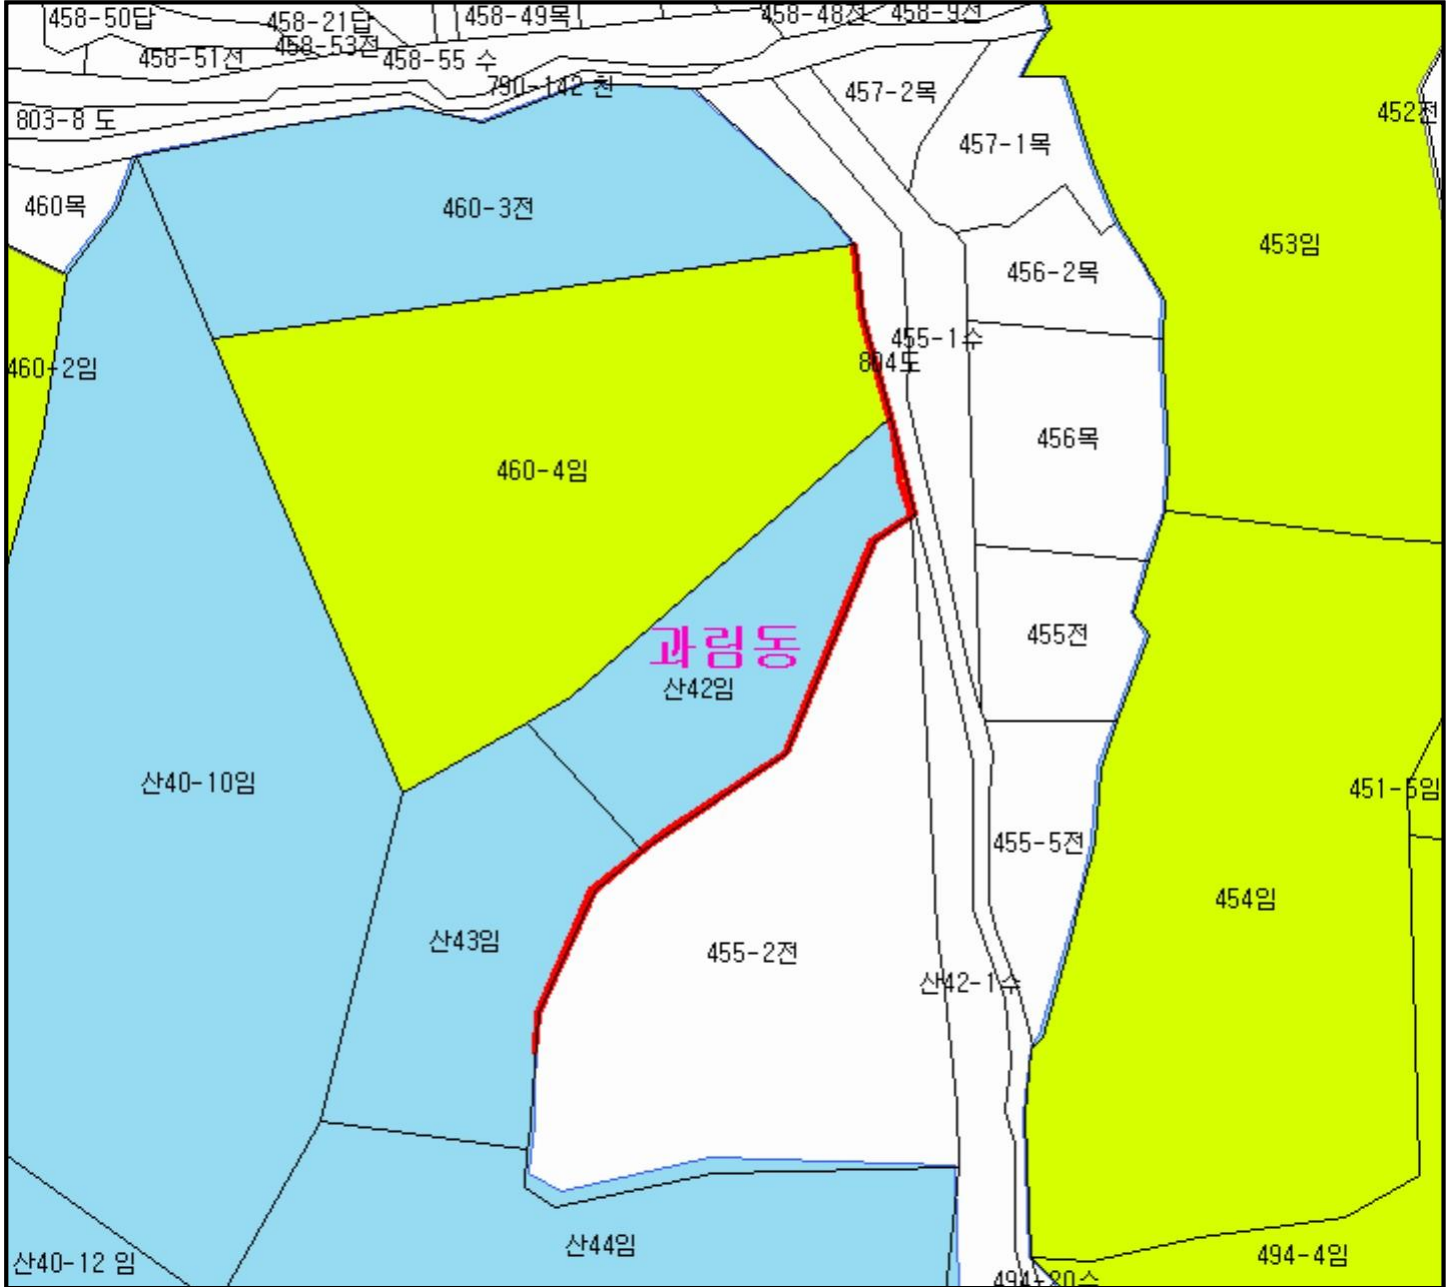 458-50답
458-21답
458-49목
458-48전
458-9전
458-51전
458-53전
458-55 수
790-142 천
803-8 도
457-2목
452전
457-1목
460목
460-3전
453임
456-2목
455-1수
804도
460-2임
456목
460-4임
455전
과림동
산42임
산40-10임
451-5임
455-5전
454임
산43임
455-2전
산42-1수
산44임
494-4임
산40-12 임
494-20수